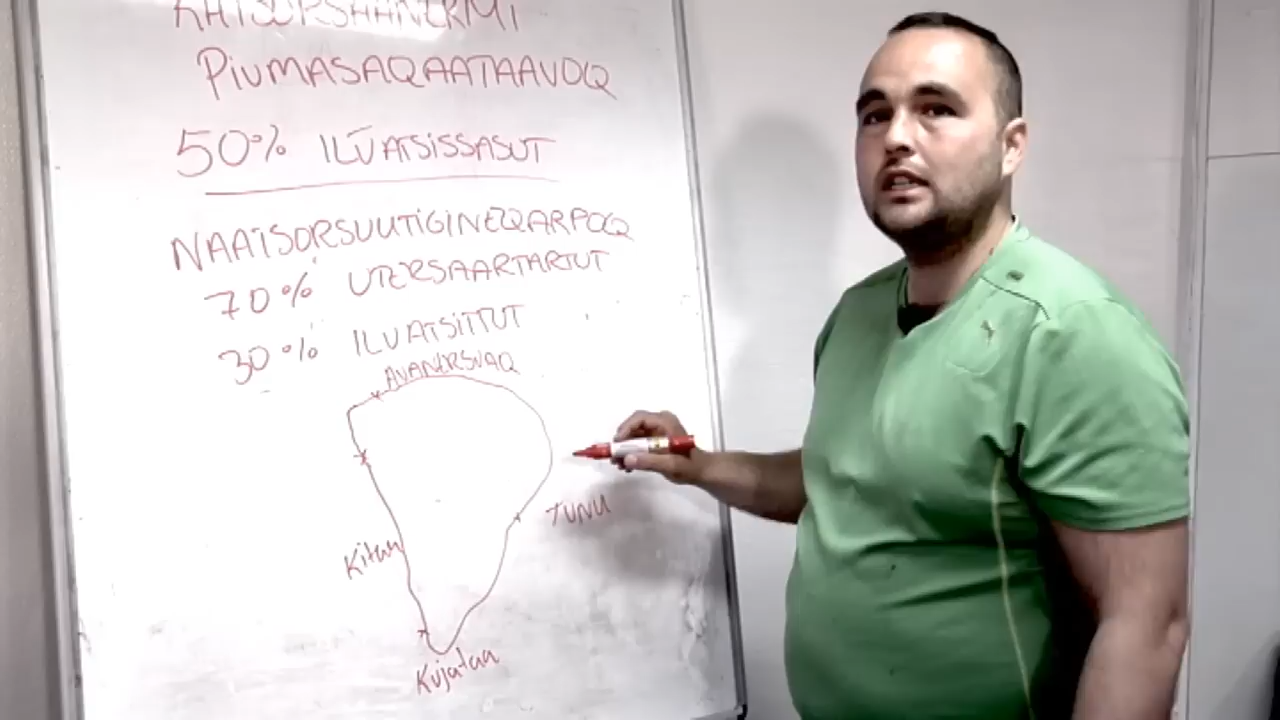 PiUMASAQAATAAVOQ
50% ILUATSISSASUT
NAATSORSUUTiGiNEQARPOQ
70% UTERSAARTARTUT
30% ILUATSiTTUT
AVANERSUAQ
TUNU
Kitaa
Kujataa